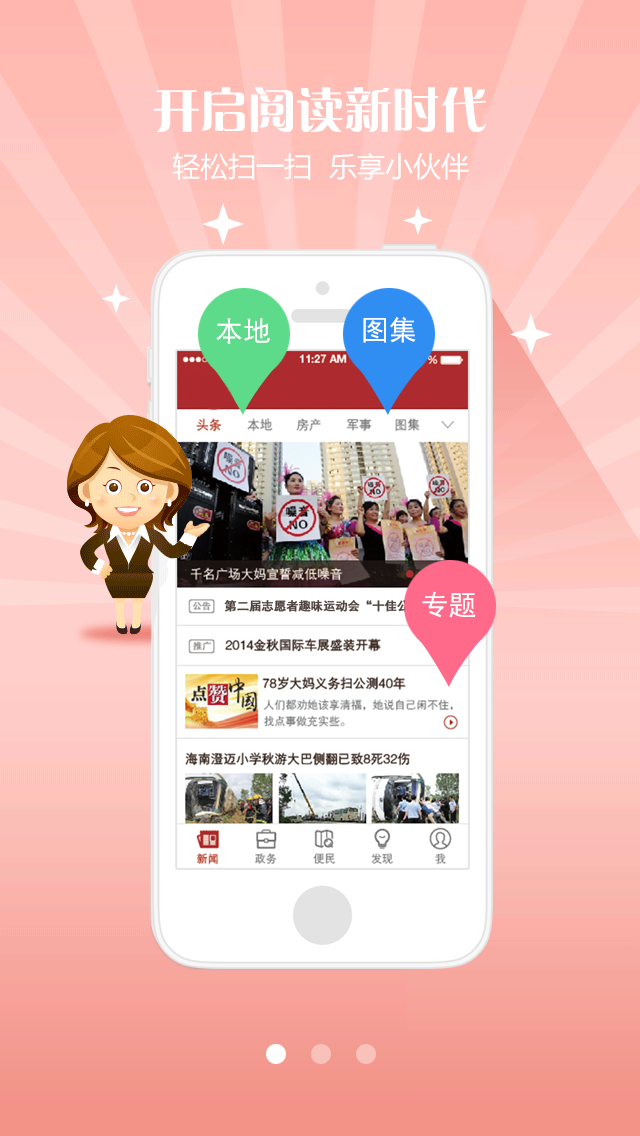 开启阅读新时代
轻松扫一扫 乐享小伙伴
本地
图集
11:27 AM
%
头条 本地 房产 军事 图集
噪音 NO
噪音 NO
千名广场大妈宣誓减低噪音
专题
公告 第二届志愿者趣味运动会“十佳公
推广 2014金秋国际车展盛装开幕
点赞中国
78岁大妈义务扫公测40年
人们都劝她该享清福，她说自己闲不住，
找点事做充实些。
海南澄迈小学秋游大巴侧翻已致8死32伤
新闻 政务 便民 发现 我